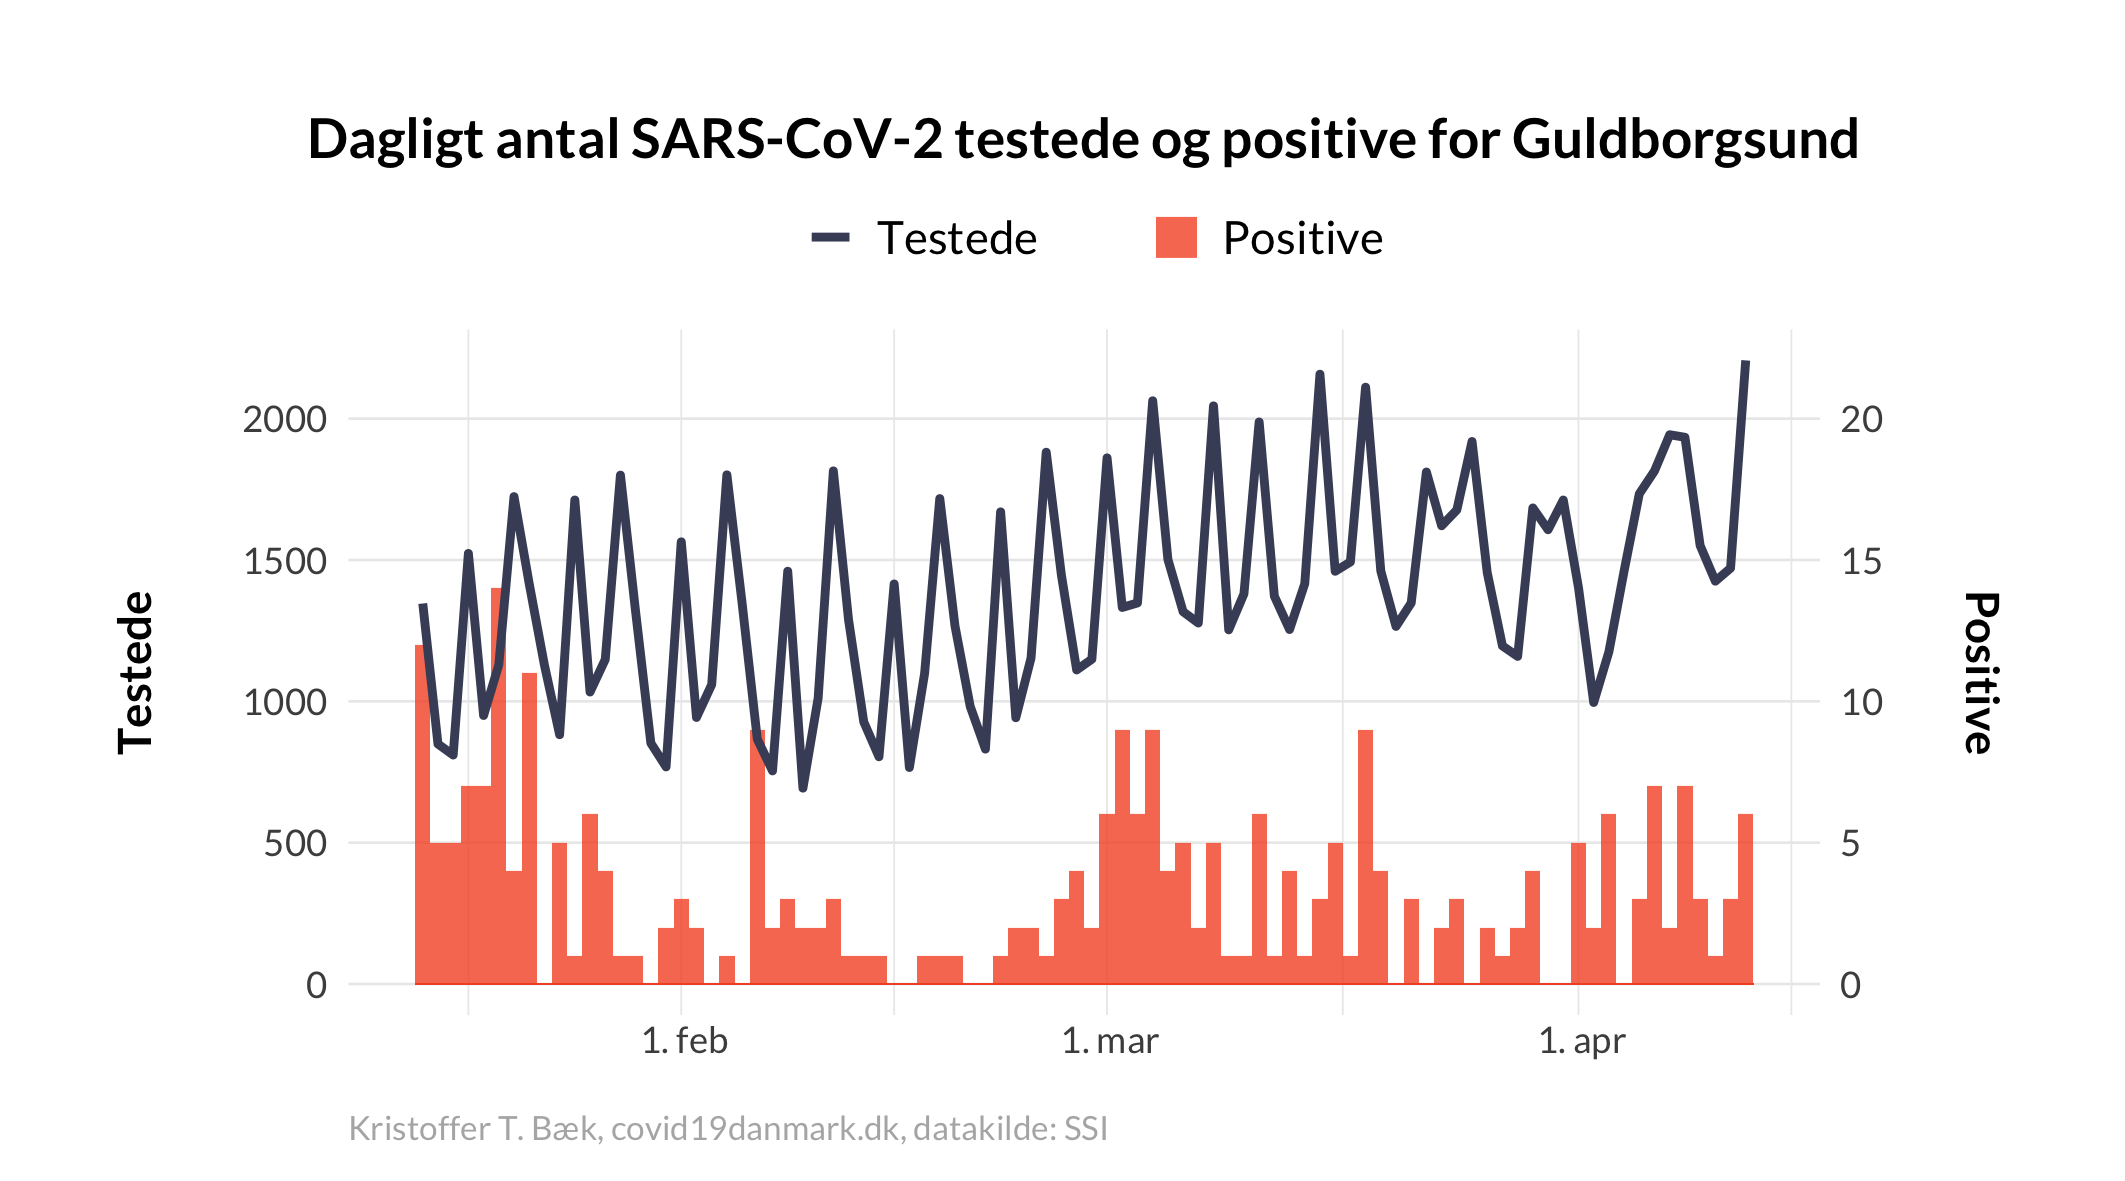 Dagligt antal SARS-CoV-2 testede og positive for Guldborgsund
Testede
Positive
2000
1500
1000
500
0
Testede
20
15
10
5
0
Positive
1. feb
1. mar
1. apr
Kristoffer T. Bæk, covid19danmark.dk, datakilde: SSI